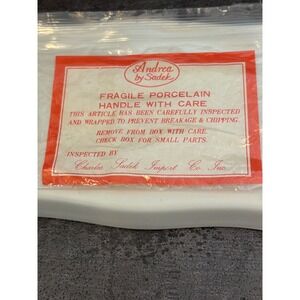 Andrea
by Sadek
FRAGILE PORCELAIN
HANDLE WITH CARE
THIS ARTICLE HAS BEEN CAREFULLY INSPECTED
AND WRAPPED TO PREVENT BREAKAGE & CHIPPING.
REMOVE FROM BOX WITH CARE.
CHECK BOX FOR SMALL PARTS.
INSPECTED BY
Charles Sadek Import Co. Inc.